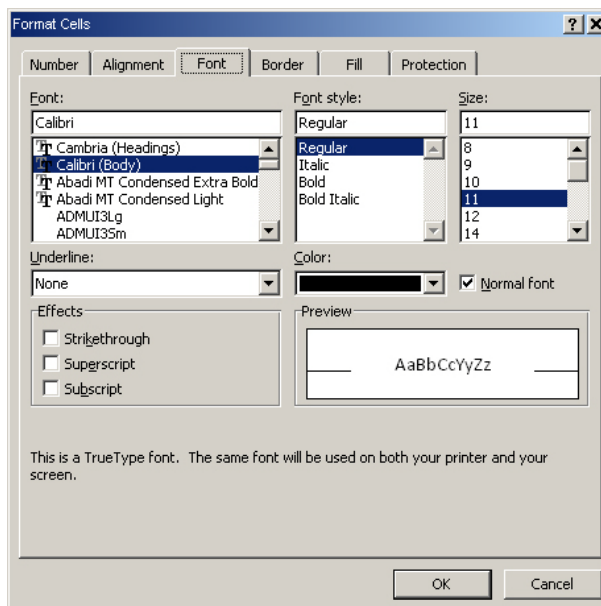 Format Cells
Number Alignment Font Border Fill Protection
Font: Font style: Size:
Calibri Regular 11
Cambria (Headings) Regular 8
Calibri (Body) Italic 9
Abadi MT Condensed Extra Bold Bold 10
Abadi MT Condensed Light Bold Italic 11
ADMUI3Lg 12
ADMUI3Sm 14
Underline: Color:
None Normal font
Effects Preview
Strikethrough
Superscript AaBbCcYyZz
Subscript
This is a TrueType font. The same font will be used on both your printer and your
screen.
OK Cancel